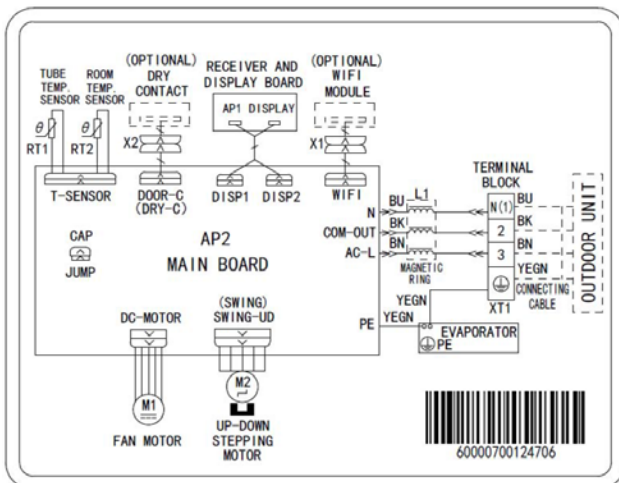 TUBE
TEMP.
SENSOR
ROOM
TEMP.
SENSOR
(OPTIONAL)
DRY
CONTACT
RECEIVER AND
DISPLAY BOARD
(OPTIONAL)
WIFI
MODULE
AP1 DISPLAY
θ
RT1
θ
RT2
X2
X1
T-SENSOR
DOOR-C
(DRY-C)
DISP1
DISP2
WIFI
TERMINAL
BLOCK
N
BU
L1
N(1)
BU
COM-OUT
BK
2
BK
AC-L
BN
3
BN
MAGNETIC
RING
YEGN
XT1
CONNECTING
CABLE
OUTDOOR UNIT
CAP
JUMP
AP2
MAIN BOARD
YEGN
PE
YEGN
EVAPORATOR
PE
DC-MOTOR
(SWING)
SWING-UD
M1
M2
FAN MOTOR
UP-DOWN
STEPPING
MOTOR
60000700124706